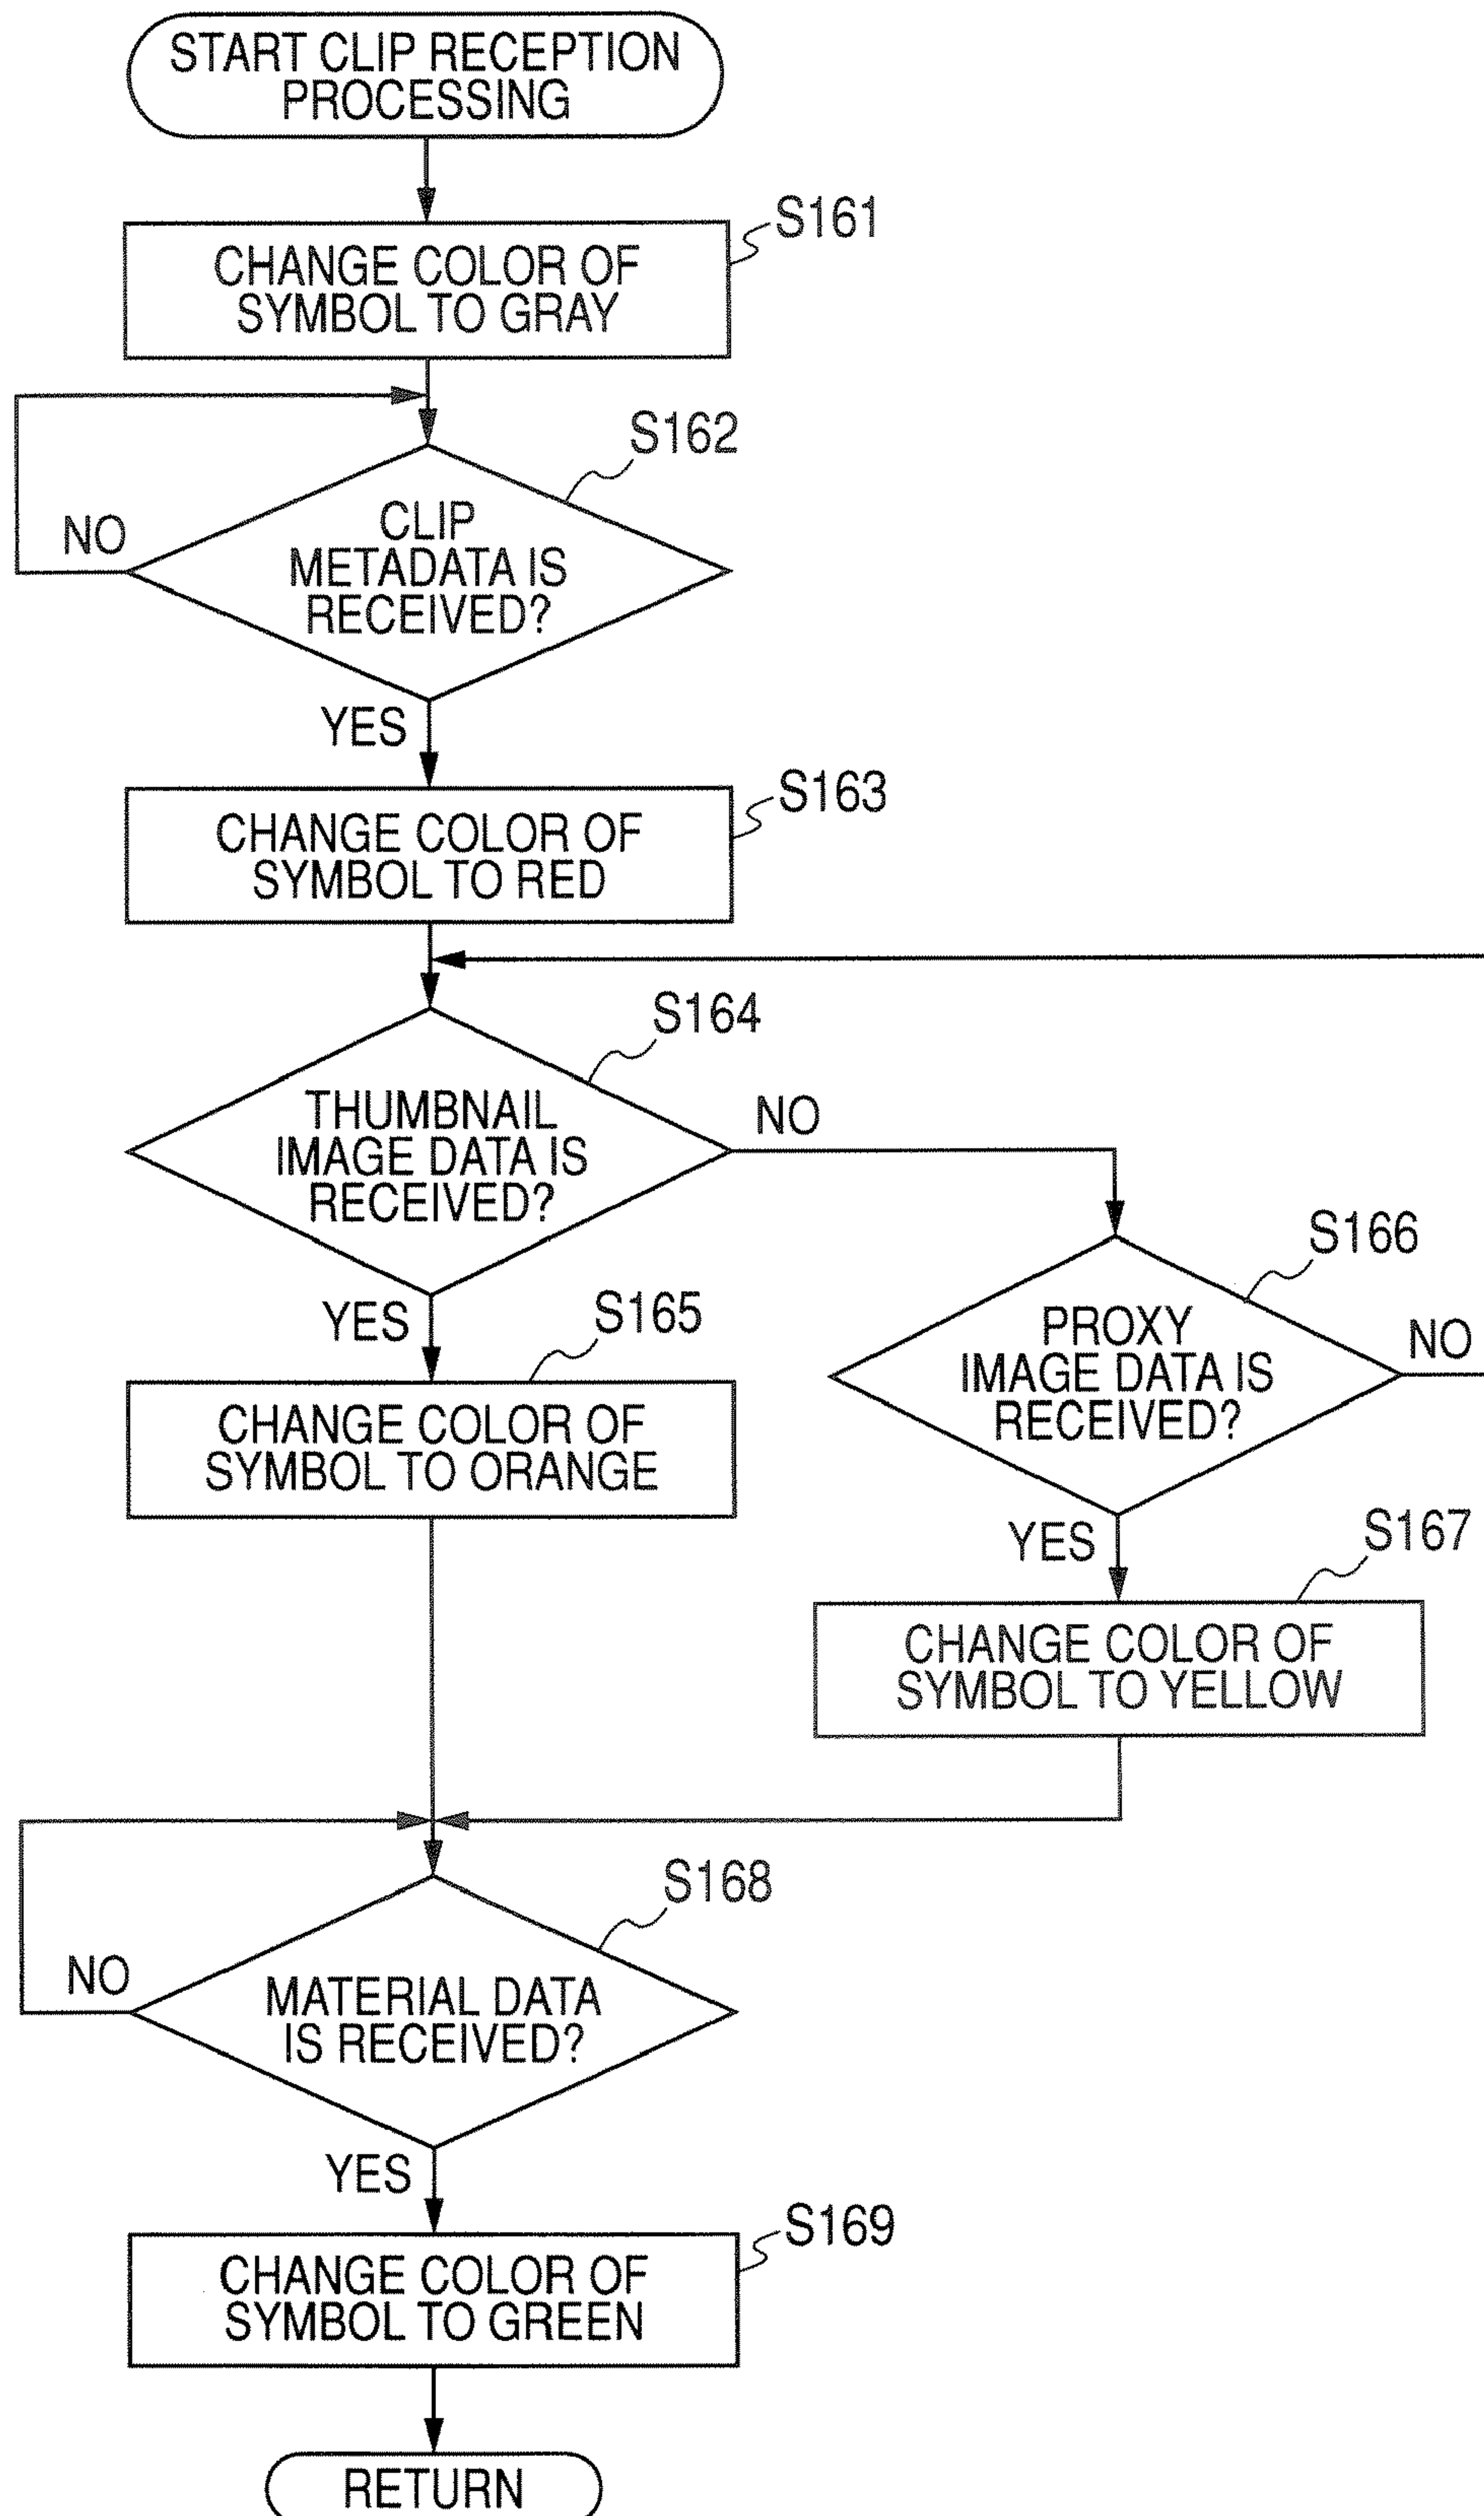 START CLIP RECEPTION
PROCESSING
S161
CHANGE COLOR OF
SYMBOL TO GRAY
S162
NO
CLIP
METADATA IS
RECEIVED?
YES
S163
CHANGE COLOR OF
SYMBOL TO RED
S164
THUMBNAIL
IMAGE DATA IS
RECEIVED?
NO
YES
S165
CHANGE COLOR OF
SYMBOL TO ORANGE
S166
PROXY
IMAGE DATA IS
RECEIVED?
NO
YES
S167
CHANGE COLOR OF
SYMBOL TO YELLOW
S168
NO
MATERIAL DATA
IS RECEIVED?
YES
S169
CHANGE COLOR OF
SYMBOL TO GREEN
RETURN